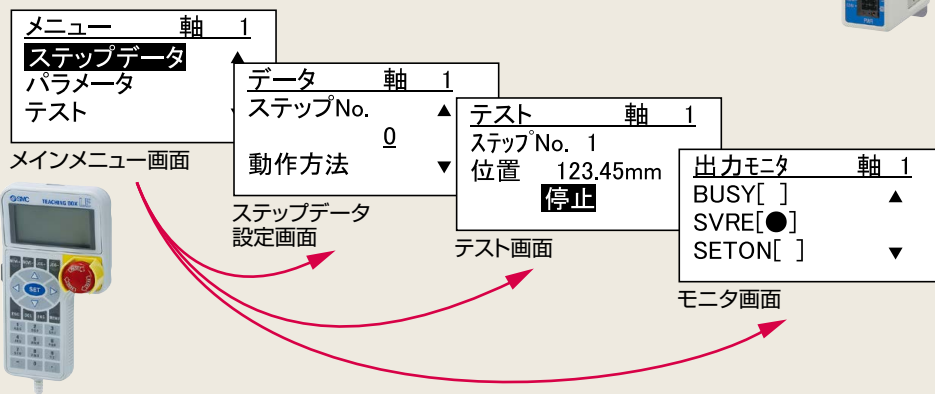 メニュー 軸 1
ステップデータ
▲
パラメータ
テスト
メインメニュー画面
データ 軸 1
ステップNo. ▲
0
動作方法 ▼
ステップデータ
設定画面
テスト 軸 1
ステップNo. 1
位置 123.45mm
停止
テスト画面
出力モニタ 軸 1
BUSY[ ] ▲
SVRE[●]
SETON[ ] ▼
モニタ画面
SMC TEACHING BOX
SET